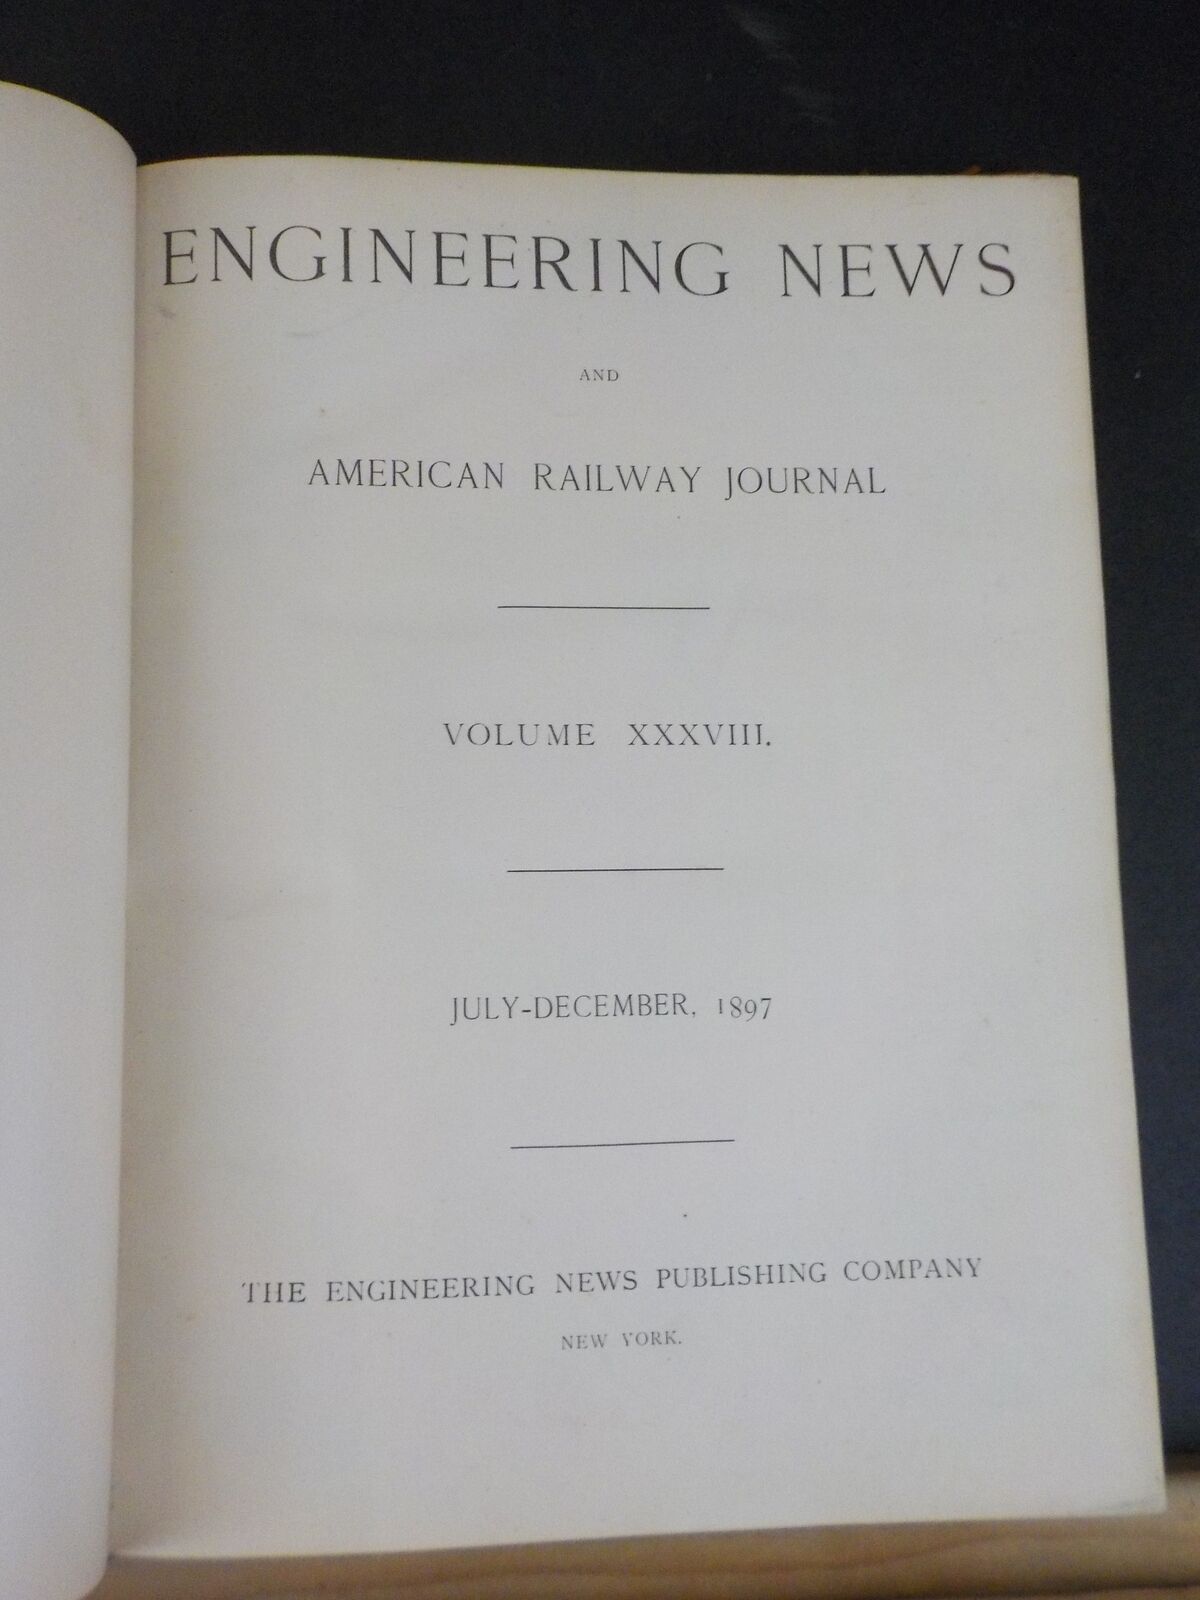 ENGINEERING NEWS
AND
AMERICAN RAILWAY JOURNAL
VOLUME XXXVIII.
JULY-DECEMBER, 1897
THE ENGINEERING NEWS PUBLISHING COMPANY
NEW YORK.